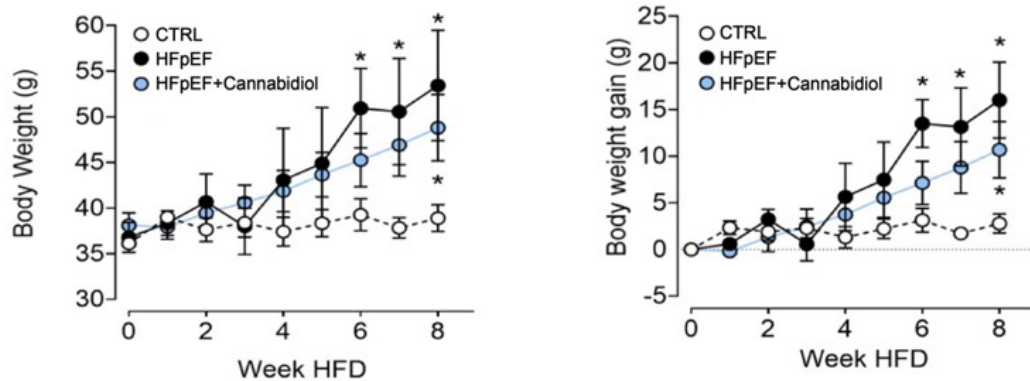 60
55
50
45
40
35
30
Body Weight (g)
CTRL
HFpEF
HFpEF+Cannabidiol
* * *
*
0 2 4 6 8
Week HFD
20
15
10
5
0
-5
Body weight gain (g)
CTRL
HFpEF
HFpEF+Cannabidiol
* * *
*
0 2 4 6 8
Week HFD